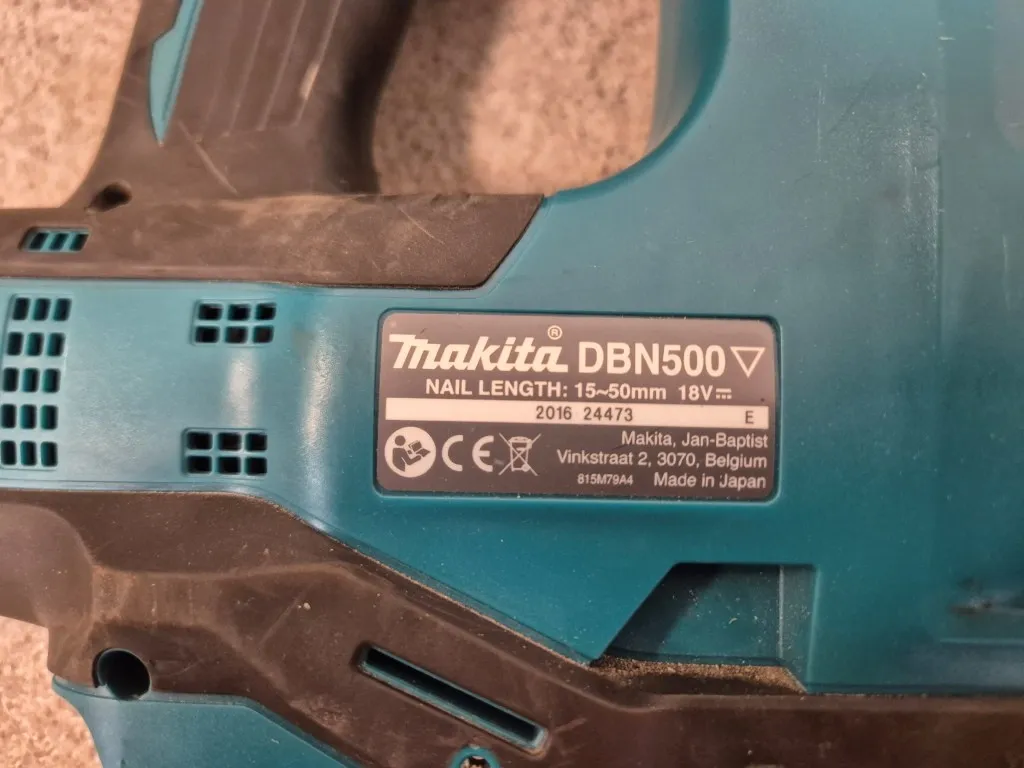 makita® DBN500
NAIL LENGTH: 15~50mm 18V
2016 24473 E
CE
Makita, Jan-Baptist
Vinkstraat 2, 3070, Belgium
815M79A4 Made in Japan